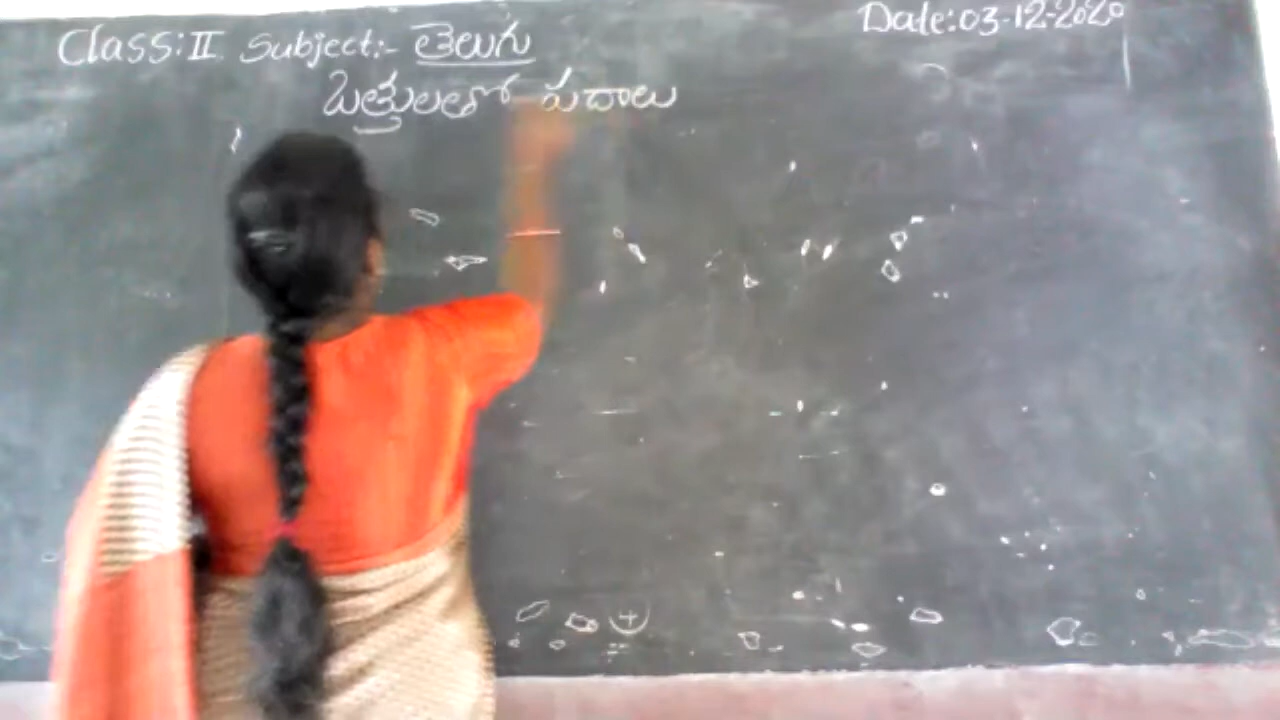 Class: II Subject:- తెలుగు Date: 03-12-2020
ఒత్తులతో పదాలు